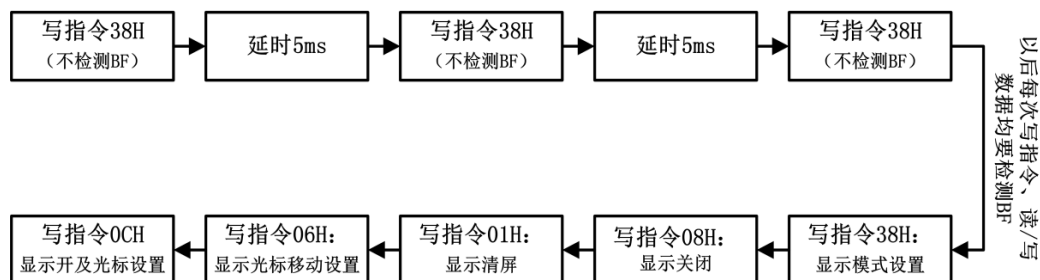 写指令38H
（不检测BF）
延时5ms
写指令38H
（不检测BF）
延时5ms
写指令38H
（不检测BF）
以后每次写指令、读/写
数据均要检测BF
写指令38H：
显示模式设置
写指令08H：
显示关闭
写指令01H：
显示清屏
写指令06H：
显示光标移动设置
写指令0CH
显示开及光标设置